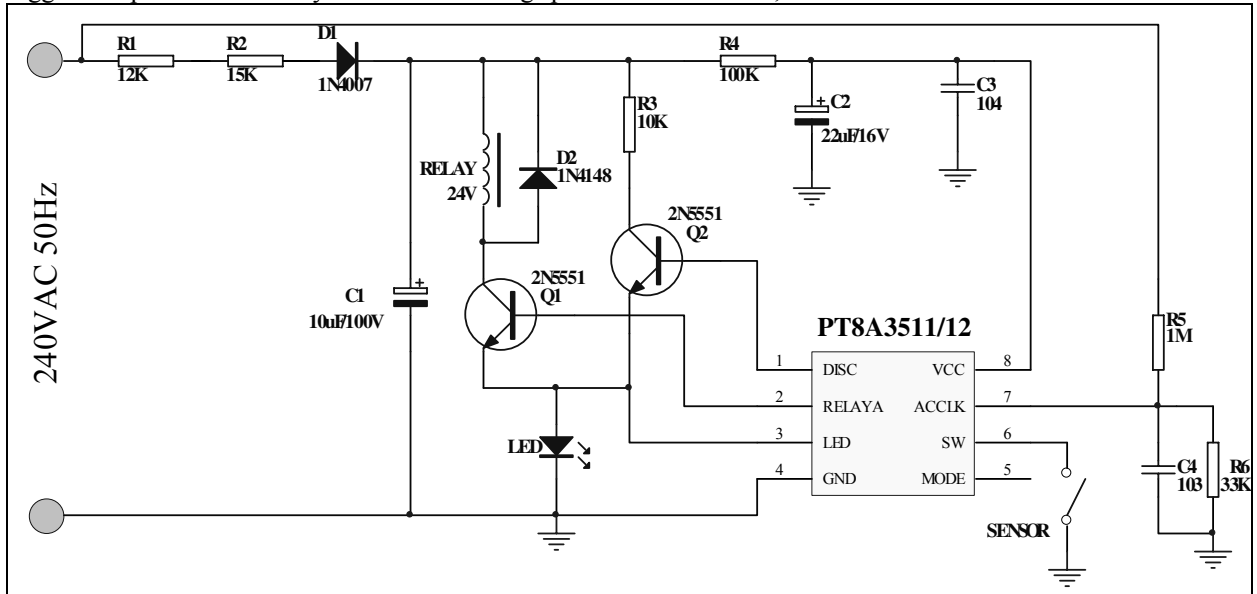 D1
R1
R2
R4
12K
15K
1N4007
100K
R3
10K
C2
22uF/16V
C3
104
RELAY
24V
D2
1N4148
2N5551
Q2
240VAC 50Hz
2N5551
Q1
C1
10uF/100V
PT8A3511/12
R5
1M
1 DISC VCC 8
2 RELAYA ACCLK 7
3 LED SW 6
4 GND MODE 5
LED
C4
103
R6
33K
SENSOR